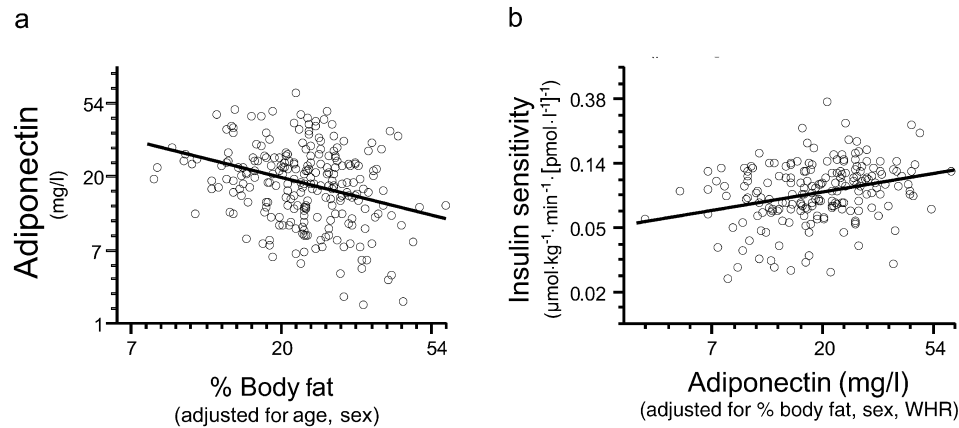 a
Adiponectin
(mg/l)
54
20
7
1
7 20 54
% Body fat
(adjusted for age, sex)
b
Insulin sensitivity
(μmol·kg-1·min-1·[pmol·l-1]-1)
0.38
0.14
0.05
0.02
7 20 54
Adiponectin (mg/l)
(adjusted for % body fat, sex, WHR)